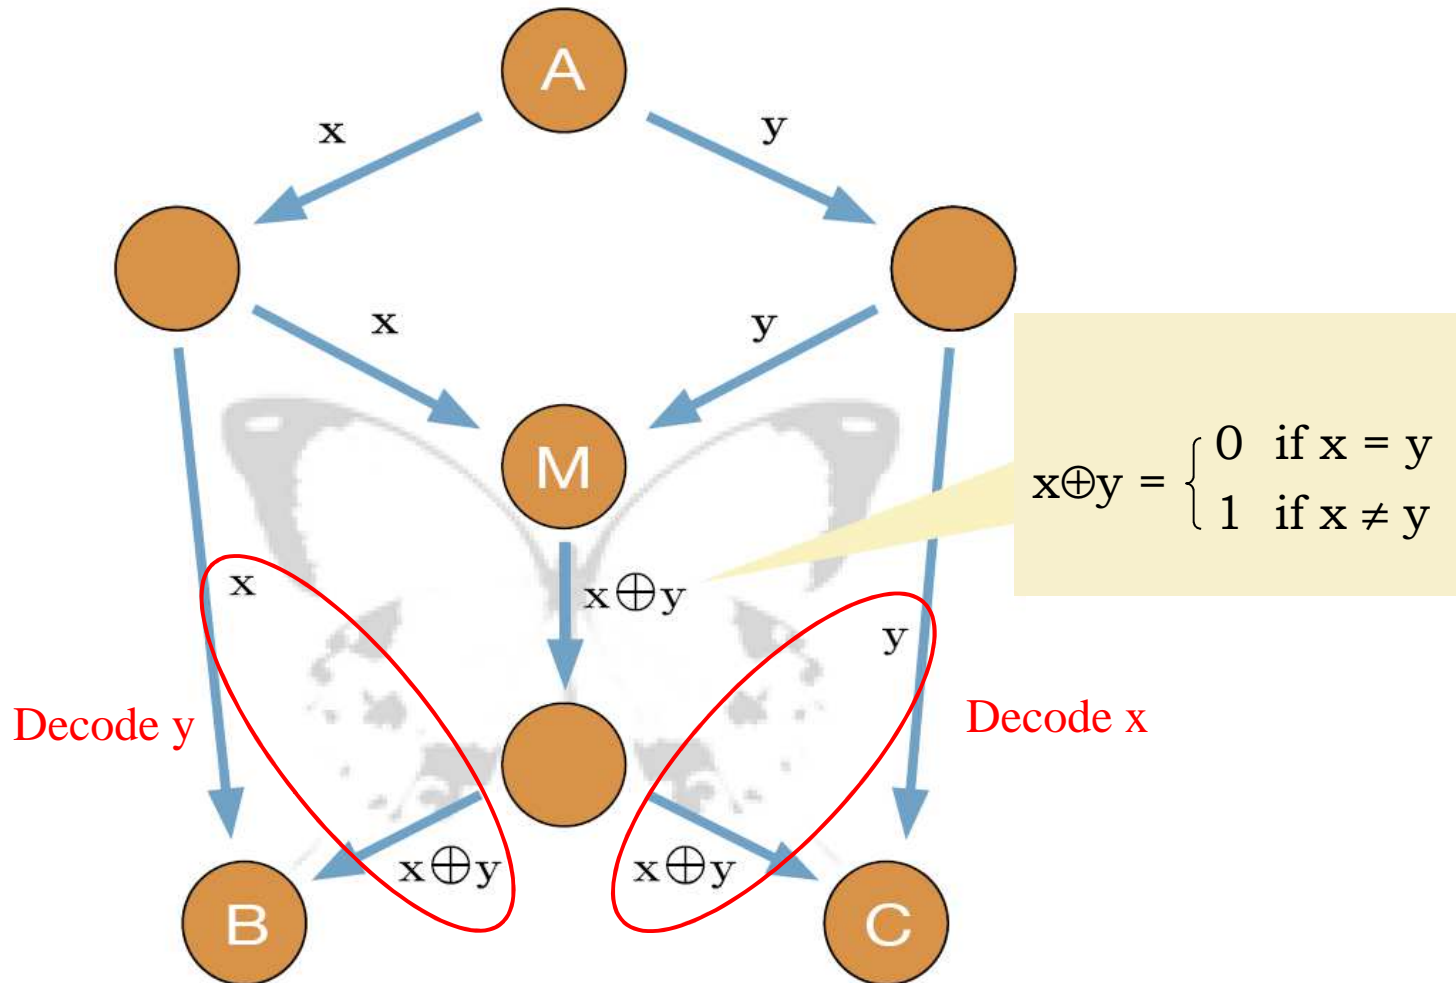 A
x
y
x
y
M
x⊕y = { 0 if x = y
1 if x ≠ y
x
x⊕y
y
Decode y
Decode x
x⊕y
x⊕y
B
C